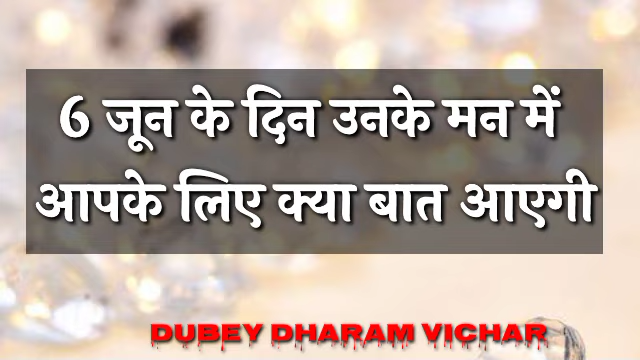 6 जून के दिन उनके मन में
आपके लिए क्या बात आएगी
DUBEY DHARAM VICHAR